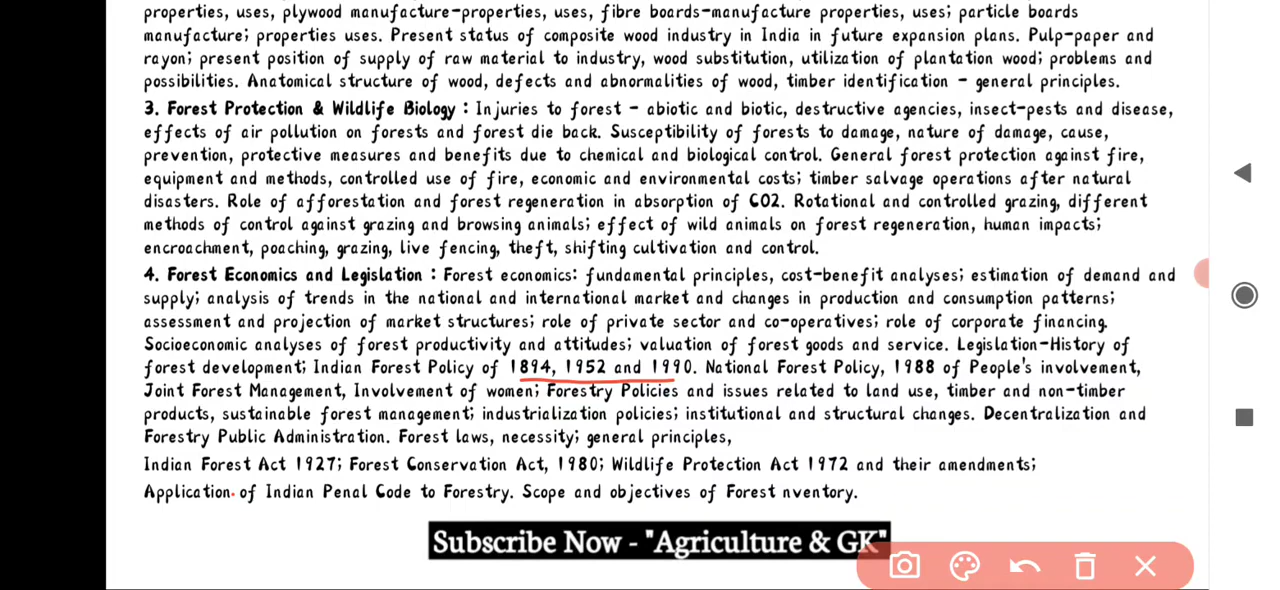 properties, uses, plywood manufacture-properties, uses, fibre boards-manufacture properties, uses; particle boards
manufacture; properties uses. Present status of composite wood industry in India in future expansion plans. Pulp-paper and
rayon; present position of supply of raw material to industry, wood substitution, utilization of plantation wood; problems and
possibilities. Anatomical structure of wood, defects and abnormalities of wood, timber identification - general principles.
3. Forest Protection & Wildlife Biology : Injuries to forest - abiotic and biotic, destructive agencies, insect-pests and disease,
effects of air pollution on forests and forest die back. Susceptibility of forests to damage, nature of damage, cause,
prevention, protective measures and benefits due to chemical and biological control. General forest protection against fire,
equipment and methods, controlled use of fire, economic and environmental costs; timber salvage operations after natural
disasters. Role of afforestation and forest regeneration in absorption of CO2. Rotational and controlled grazing, different
methods of control against grazing and browsing animals; effect of wild animals on forest regeneration, human impacts;
encroachment, poaching, grazing, live fencing, theft, shifting cultivation and control.
4. Forest Economics and Legislation : Forest economics: fundamental principles, cost-benefit analyses; estimation of demand and
supply; analysis of trends in the national and international market and changes in production and consumption patterns;
assessment and projection of market structures; role of private sector and co-operatives; role of corporate financing.
Socioeconomic analyses of forest productivity and attitudes; valuation of forest goods and service. Legislation-History of
forest development; Indian Forest Policy of 1894, 1952 and 1990. National Forest Policy, 1988 of People's involvement,
Joint Forest Management, Involvement of women; Forestry Policies and issues related to land use, timber and non-timber
products, sustainable forest management; industrialization policies; institutional and structural changes. Decentralization and
Forestry Public Administration. Forest laws, necessity; general principles,
Indian Forest Act 1927; Forest Conservation Act, 1980; Wildlife Protection Act 1972 and their amendments;
Application of Indian Penal Code to Forestry. Scope and objectives of Forest nventory.
Subscribe Now - "Agriculture & GK"